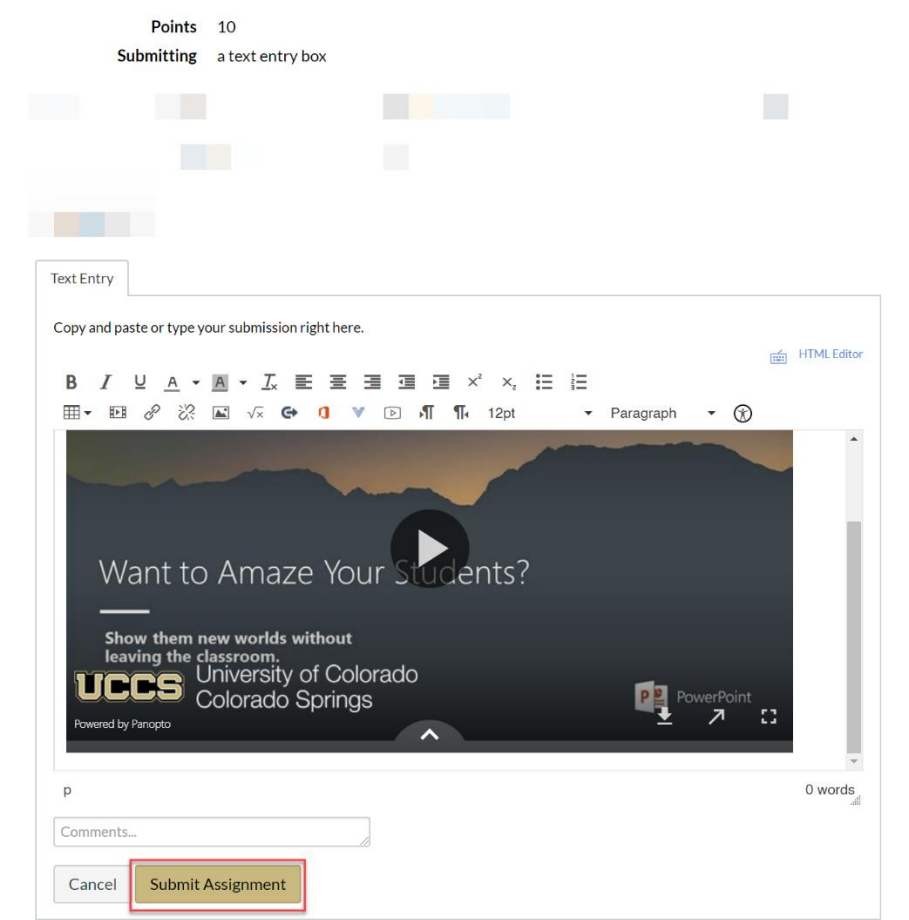 Points 10
Submitting a text entry box
Text Entry
Copy and paste or type your submission right here.
HTML Editor
B I U A A Ix x² x₂
√x 12pt Paragraph
Want to Amaze Your Students?
Show them new worlds without
leaving the classroom.
UCCS University of Colorado
Colorado Springs
PowerPoint
Powered by Panopto
p 0 words
Comments...
Cancel Submit Assignment